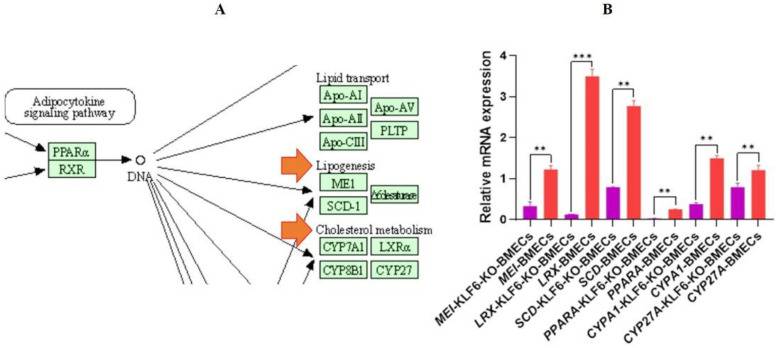 A
B
Adipocytokine
signaling pathway
PPARα
RXR
DNA
Lipid transport
Apo-AI
Apo-AII
Apo-CIII
Apo-AV
PLTP
Lipogenesis
ME1
SCD-1
Cholesterol metabolism
CYP7A1
LXRα
CYP8B1
CYP27
Relative mRNA expression
4
3
2
1
0
**
***
**
**
**
**
MEI-KLF6-KO-BMECs
MEI-BMECs
LRX-KLF6-KO-BMECs
LRX-BMECs
SCD-KLF6-KO-BMECs
SCD-BMECs
PPARA-KLF6-KO-BMECs
PPARA-BMECs
CYPA1-KLF6-KO-BMECs
CYPA1-BMECs
CYP27A-KLF6-KO-BMECs
CYP27A-BMECs